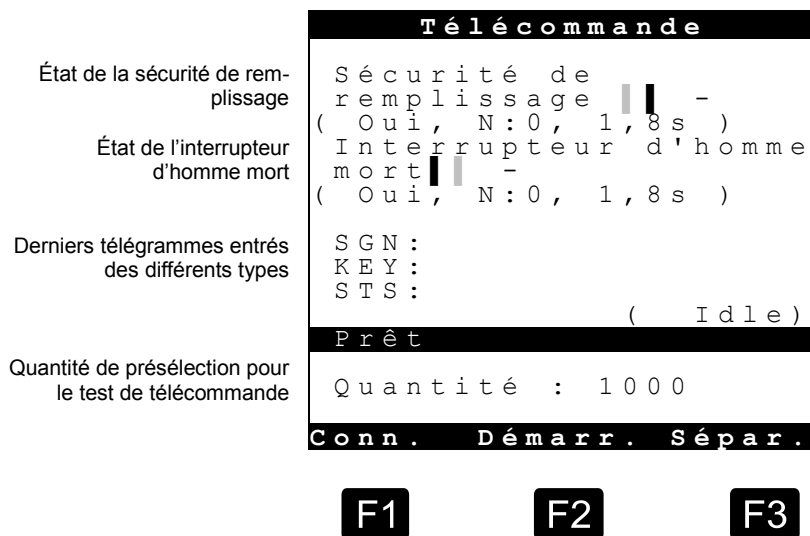 Télécommande
État de la sécurité de rem-
plissage
Sécurité de
remplissage -
( Oui, N:0, 1,8s )
État de l'interrupteur
d'homme mort
Interrupteur d'homme
mort -
( Oui, N:0, 1,8s )
Derniers télégrammes entrés
des différents types
SGN:
KEY:
STS:
( Idle)
Prêt
Quantité de présélection pour
le test de télécommande
Quantité : 1000
Conn. Démarr. Sépar.
F1 F2 F3